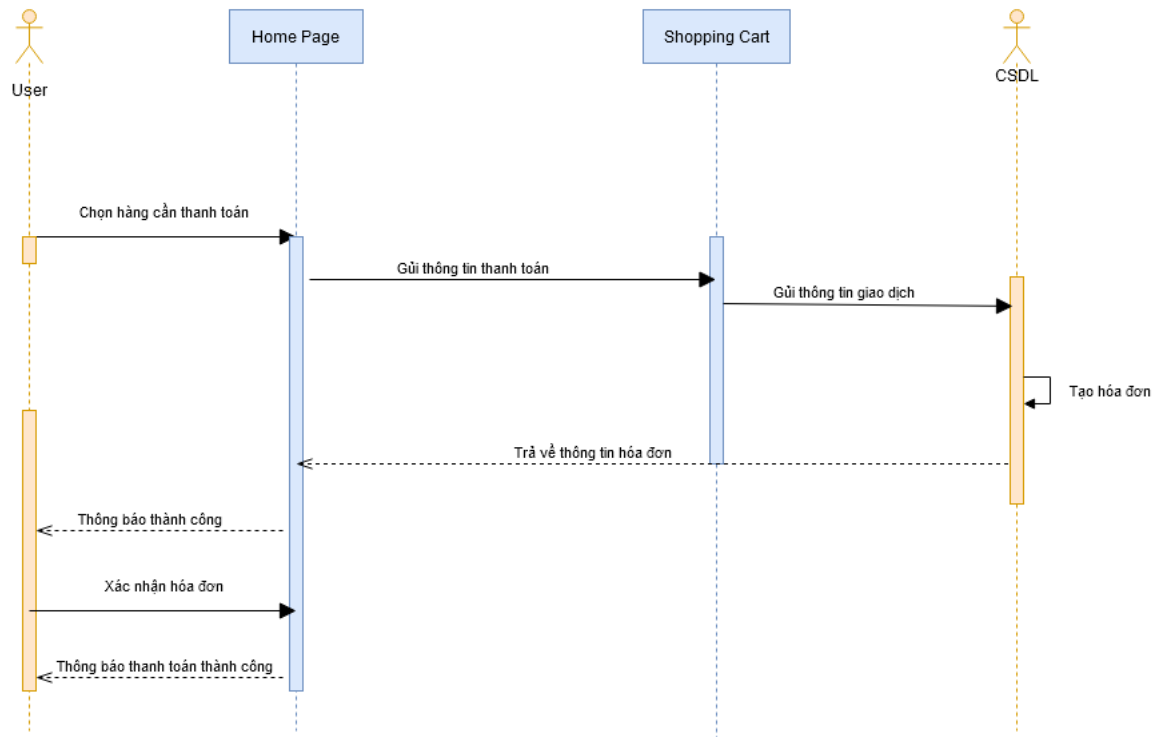 Home Page
Shopping Cart
CSDL
User
Chọn hàng cần thanh toán
Gủi thông tin thanh toán
Gủi thông tin giao dịch
Tạo hóa đơn
Trả về thông tin hóa đơn
Thông báo thành công
Xác nhận hóa đơn
Thông báo thanh toán thành công